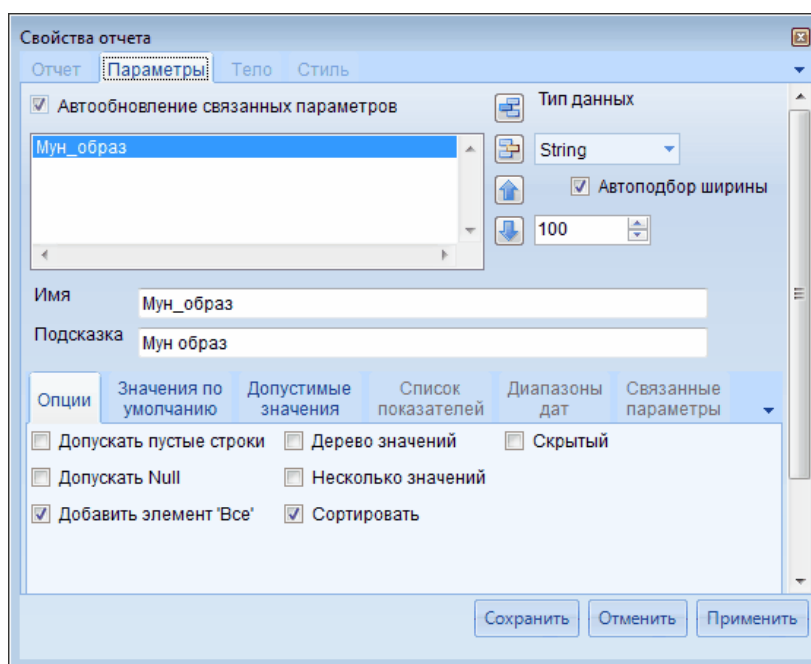 Свойства отчета
Отчет Параметры Тело Стиль
Автообновление связанных параметров
Тип данных
Мун_образ
String
Автоподбор ширины
100
Имя
Мун_образ
Подсказка
Мун образ
Опции
Значения по
умолчанию
Допустимые
значения
Список
показателей
Диапазоны
дат
Связанные
параметры
Допускать пустые строки Дерево значений Скрытый
Допускать Null Несколько значений
Добавить элемент 'Все' Сортировать
Сохранить Отменить Применить